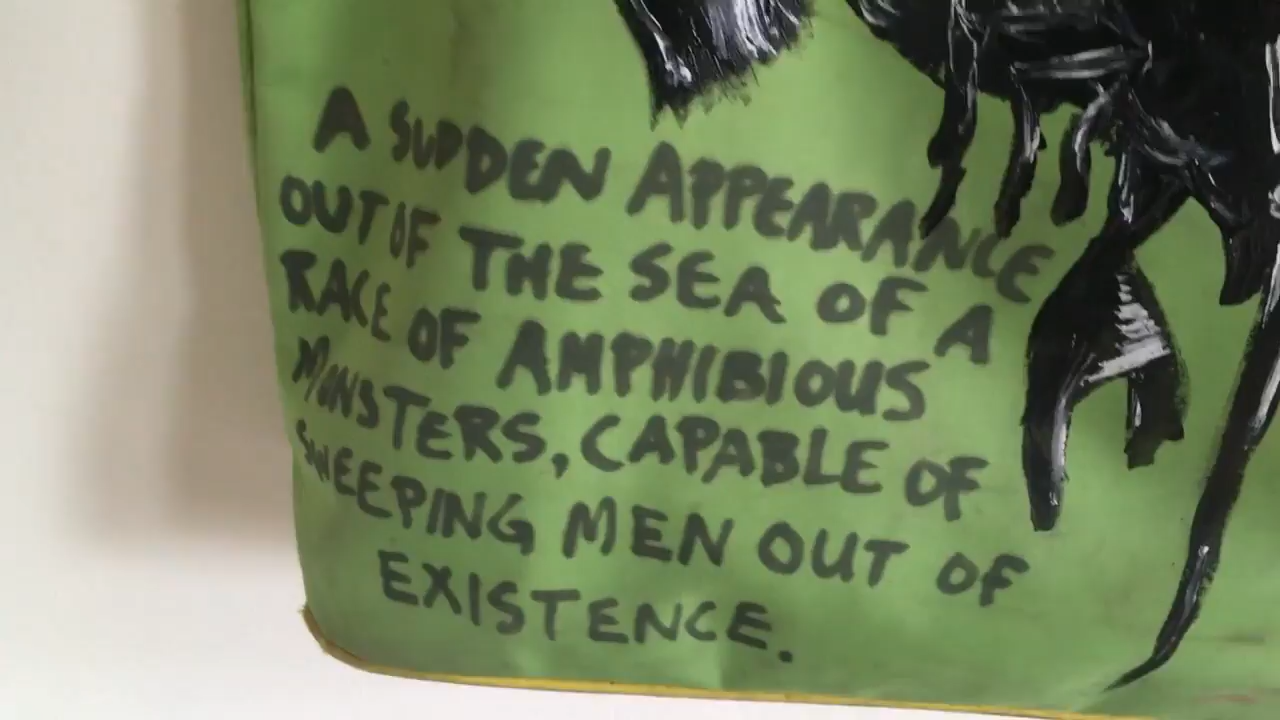 A SUDDEN APPEARANCE
OUT OF THE SEA OF A
RACE OF AMPHIBIOUS
MONSTERS, CAPABLE OF
SWEEPING MEN OUT OF
EXISTENCE.